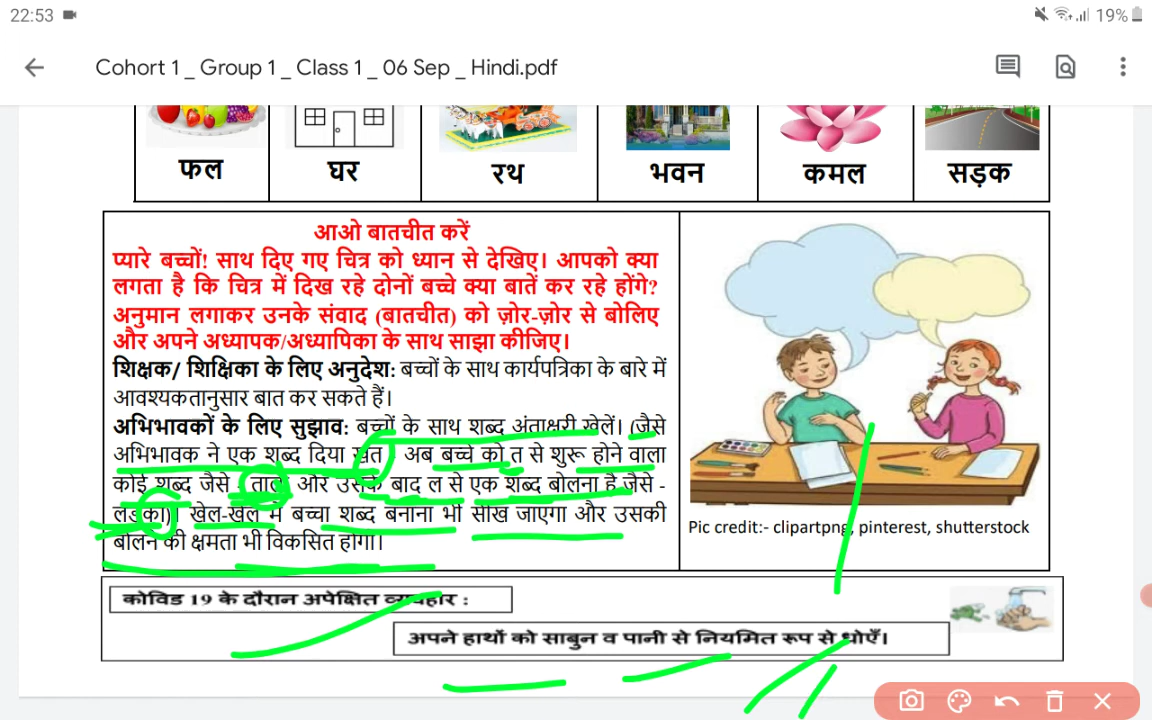 22:53
19%
Cohort 1 _ Group 1 _ Class 1 _ 06 Sep _ Hindi.pdf
फल घर रथ भवन कमल सड़क
आओ बातचीत करें
प्यारे बच्चों! साथ दिए गए चित्र को ध्यान से देखिए। आपको क्या
लगता है कि चित्र में दिख रहे दोनों बच्चे क्या बातें कर रहे होंगे?
अनुमान लगाकर उनके संवाद (बातचीत) को ज़ोर-ज़ोर से बोलिए
और अपने अध्यापक/अध्यापिका के साथ साझा कीजिए।
शिक्षक/ शिक्षिका के लिए अनुदेश: बच्चों के साथ कार्यपत्रिका के बारे में
आवश्यकतानुसार बात कर सकते हैं।
अभिभावकों के लिए सुझाव: बच्चों के साथ शब्द अंताक्षरी खेलें। (जैसे
अभिभावक ने एक शब्द दिया खत अब बच्चे को त से शुरू होने वाला
कोई शब्द जैसे - और उसके बाद ल से एक शब्द बोलना है जैसे -
खेल-खेल में बच्चा शब्द बनाना भी सीख जाएगा और उसकी
बोलने की क्षमता भी विकसित होगी।
Pic credit:- clipartpng, pinterest, shutterstock
कोविड 19 के दौरान अपेक्षित व्यवहार :
अपने हाथों को साबुन व पानी से नियमित रूप से धोएँ।